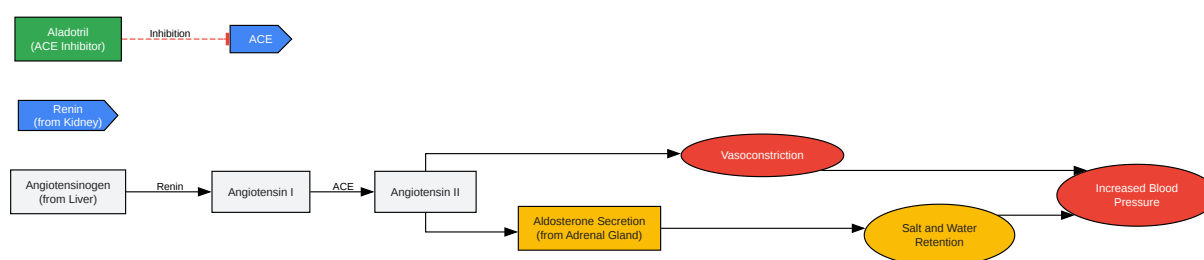 Aladotril
(ACE Inhibitor)
Inhibition
ACE
Renin
(from Kidney)
Angiotensinogen
(from Liver)
Renin
Angiotensin I
ACE
Angiotensin II
Vasoconstriction
Aldosterone Secretion
(from Adrenal Gland)
Salt and Water
Retention
Increased Blood
Pressure